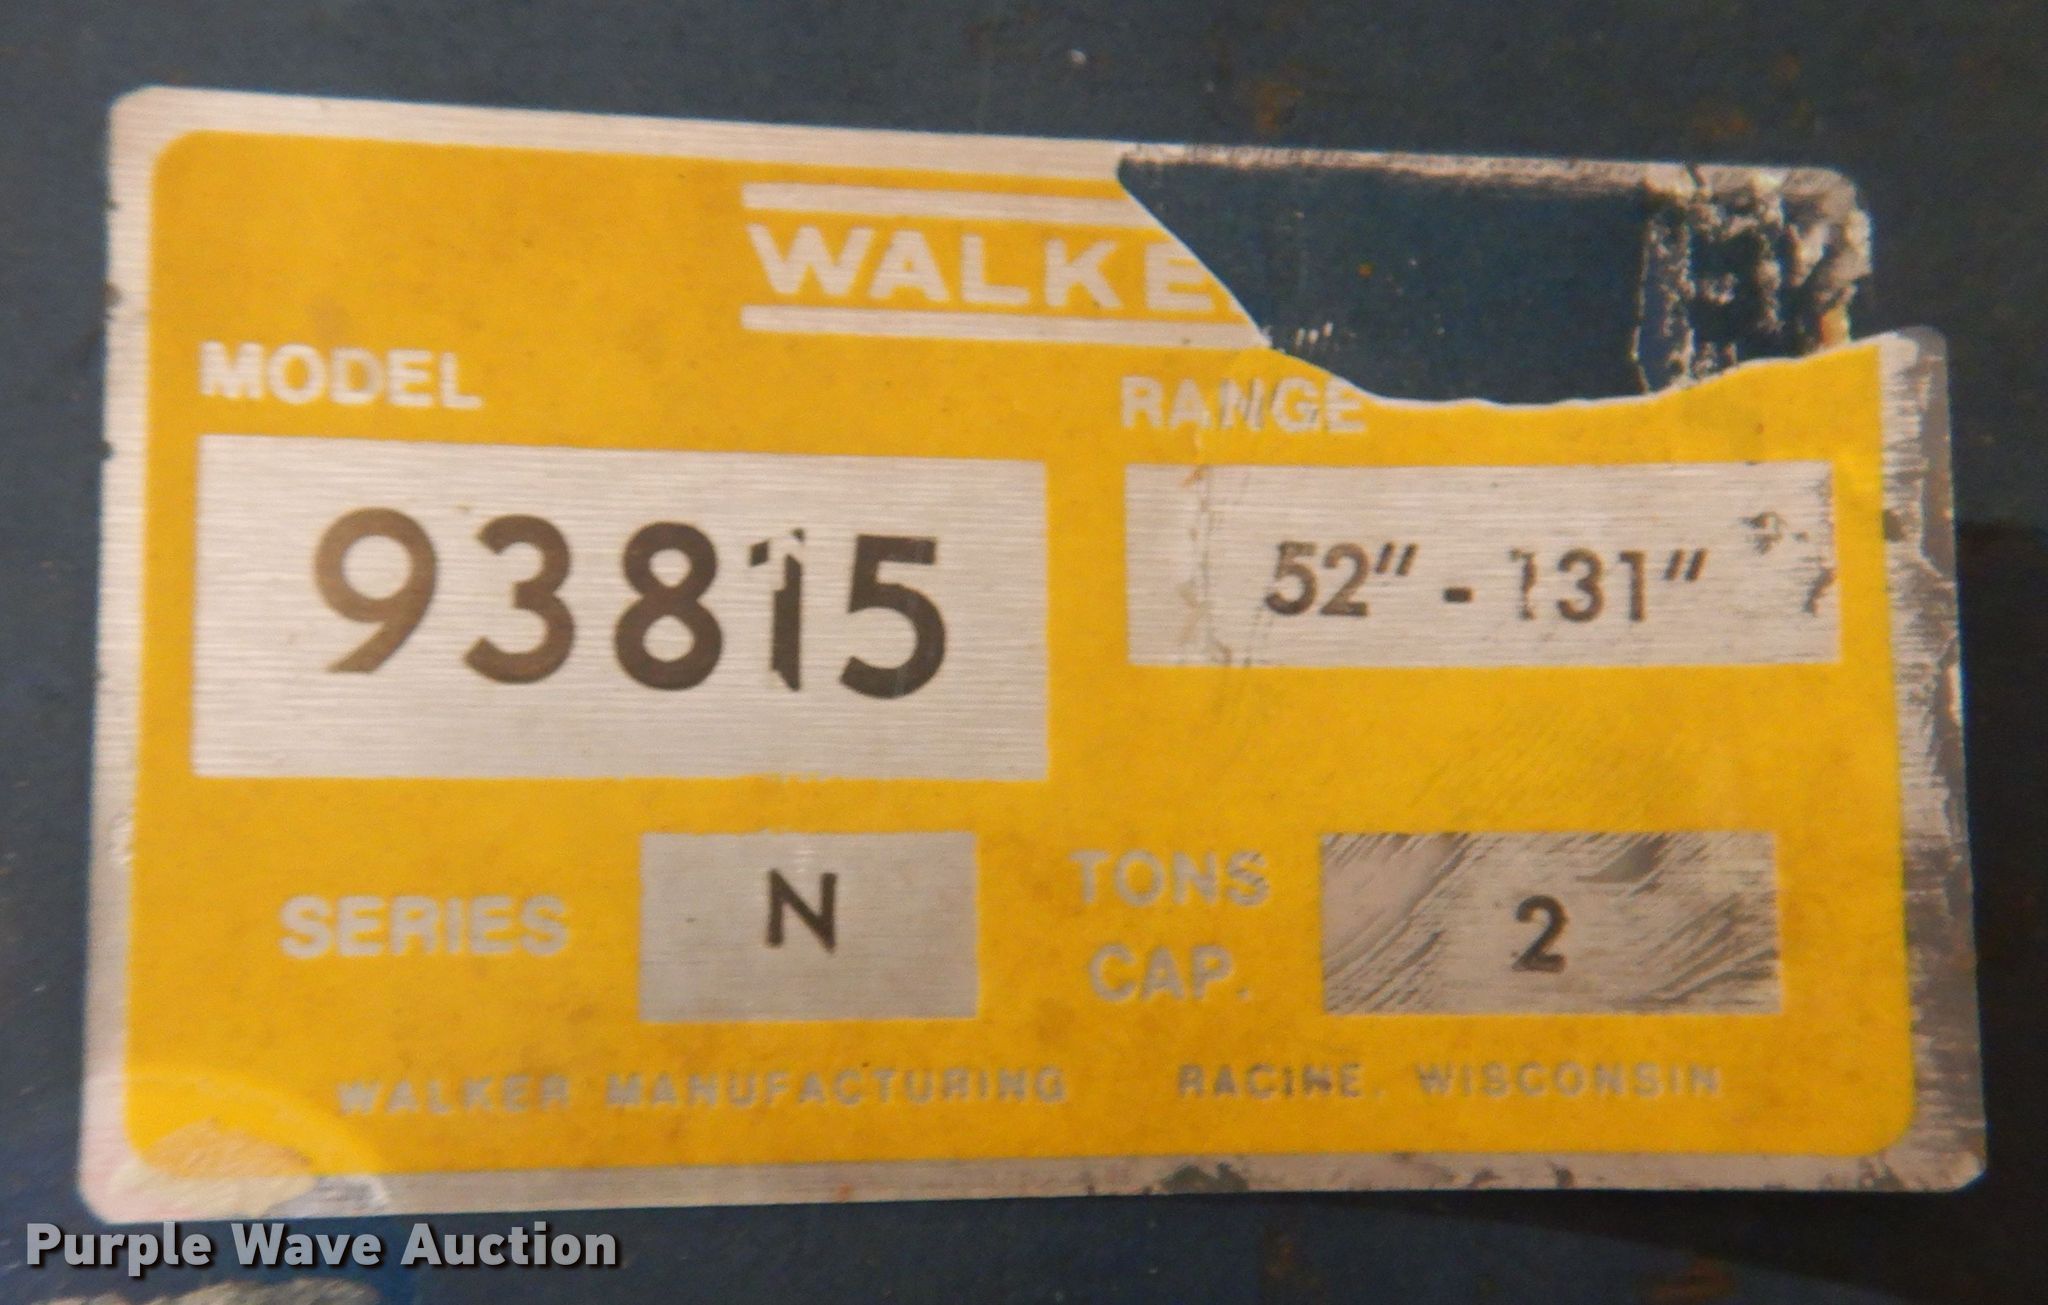 WALKE
MODEL
RANGE
93815
52" - 131"
SERIES
N
TONS
CAP.
2
WALKER MANUFACTURING RACINE, WISCONSIN
Purple Wave Auction